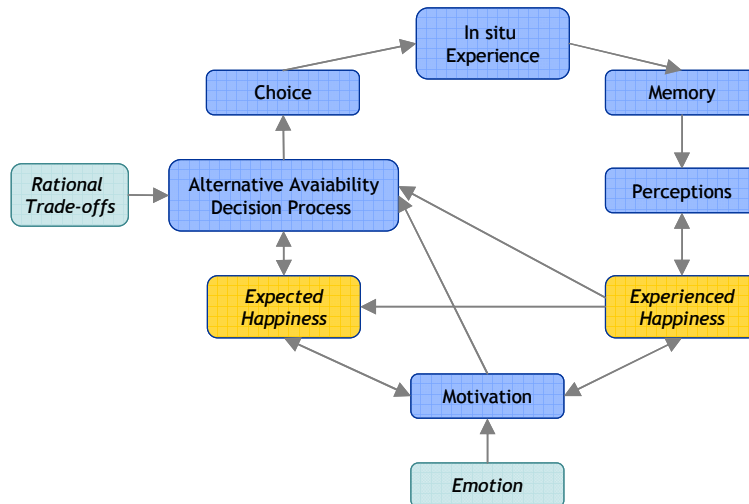 In situ
Experience
Choice
Memory
Rational
Trade-offs
Alternative Avaiability
Decision Process
Perceptions
Expected
Happiness
Experienced
Happiness
Motivation
Emotion